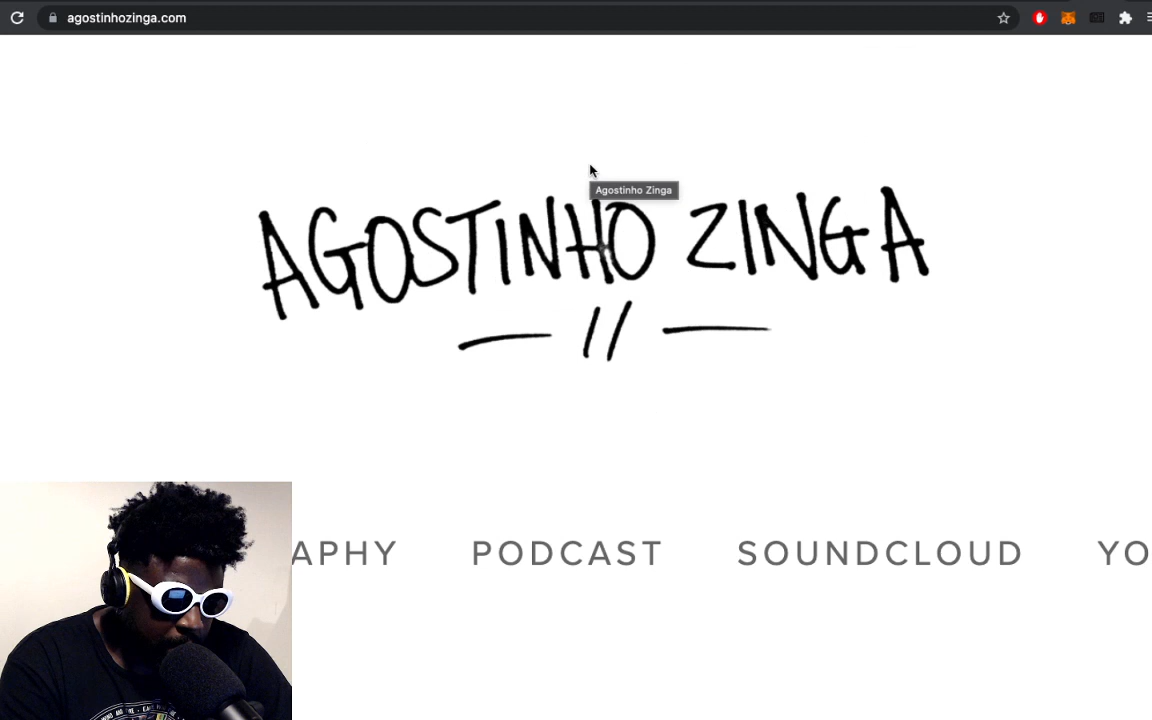 agostinhozinga.com
Agostinho Zinga
AGOSTINHO ZINGA
— // —
APHY PODCAST SOUNDCLOUD YO